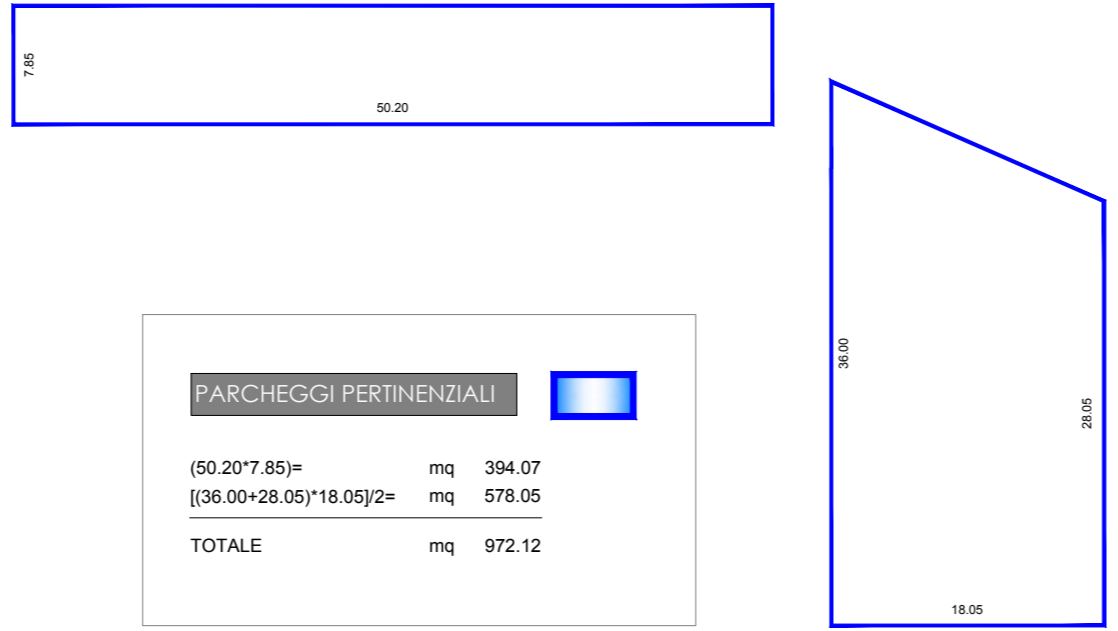 7.85
50.20
36.00
28.05
18.05
PARCHEGGI PERTINENZIALI
(50.20*7.85)= mq 394.07
[(36.00+28.05)*18.05]/2= mq 578.05
TOTALE mq 972.12